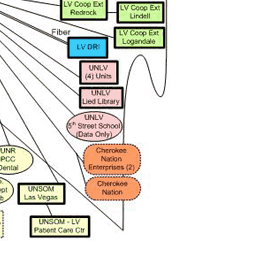 LV Coop Ext
Redrock
LV Coop Ext
Lindell
Fiber
LV Coop Ext
Logandale
LV DRI
UNLV
(4) Units
UNLV
Lied Library
UNLV
5th Street School
(Data Only)
Cherokee
Nation
Enterprises (2)
UNR
Dental
Cherokee
Nation
UNSOM
Las Vegas
UNSOM - LV
Patient Care Ctr